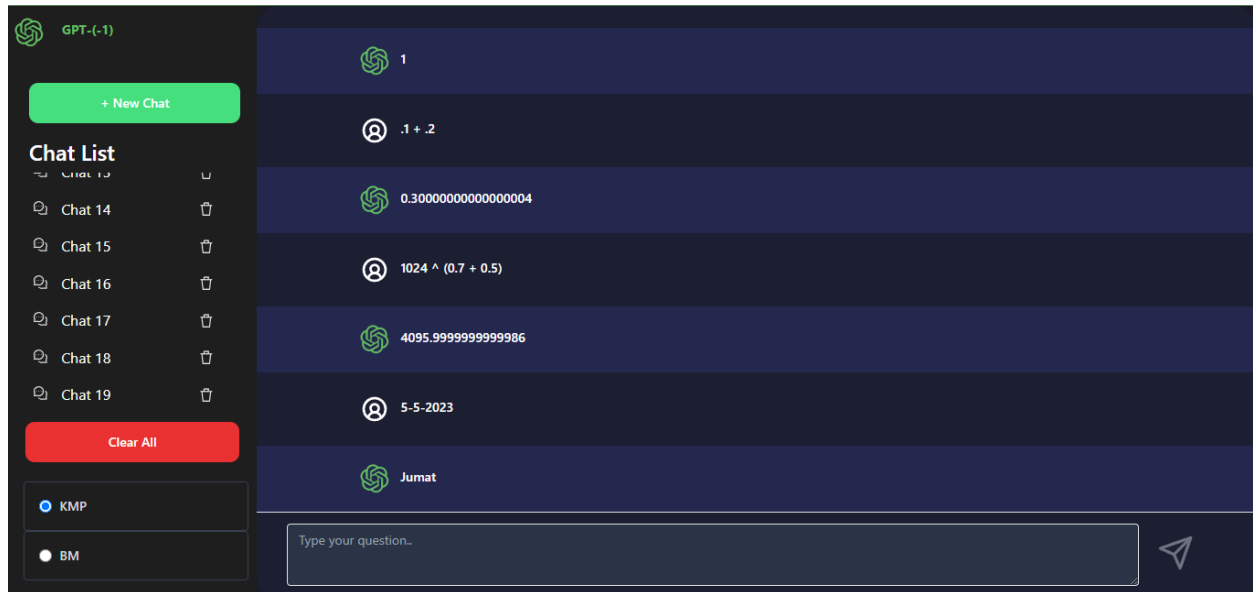 GPT-(-1)
+ New Chat
Chat List
Chat 14
Chat 15
Chat 16
Chat 17
Chat 18
Chat 19
Clear All
KMP
BM
1
.1 + .2
0.30000000000000004
1024 ^ (0.7 + 0.5)
4095.9999999999986
5-5-2023
Jumat
Type your question..